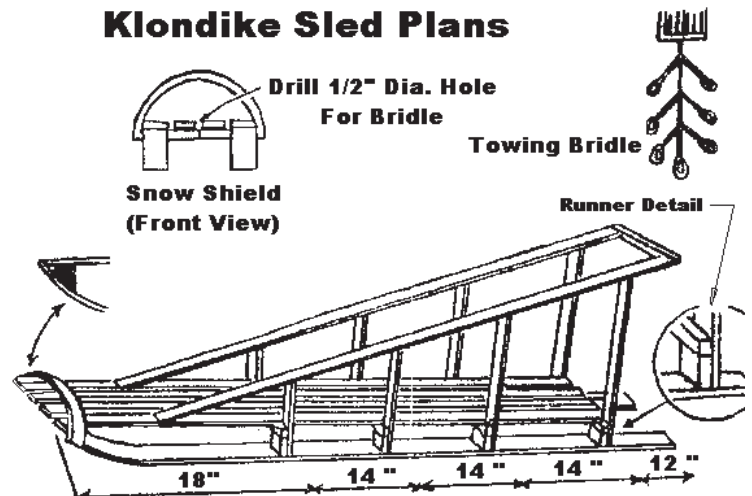 Klondike Sled Plans
Drill 1/2" Dia. Hole
For Bridle
Towing Bridle
Snow Shield
(Front View)
Runner Detail
18"
14 "
14 "
14 "
12 "